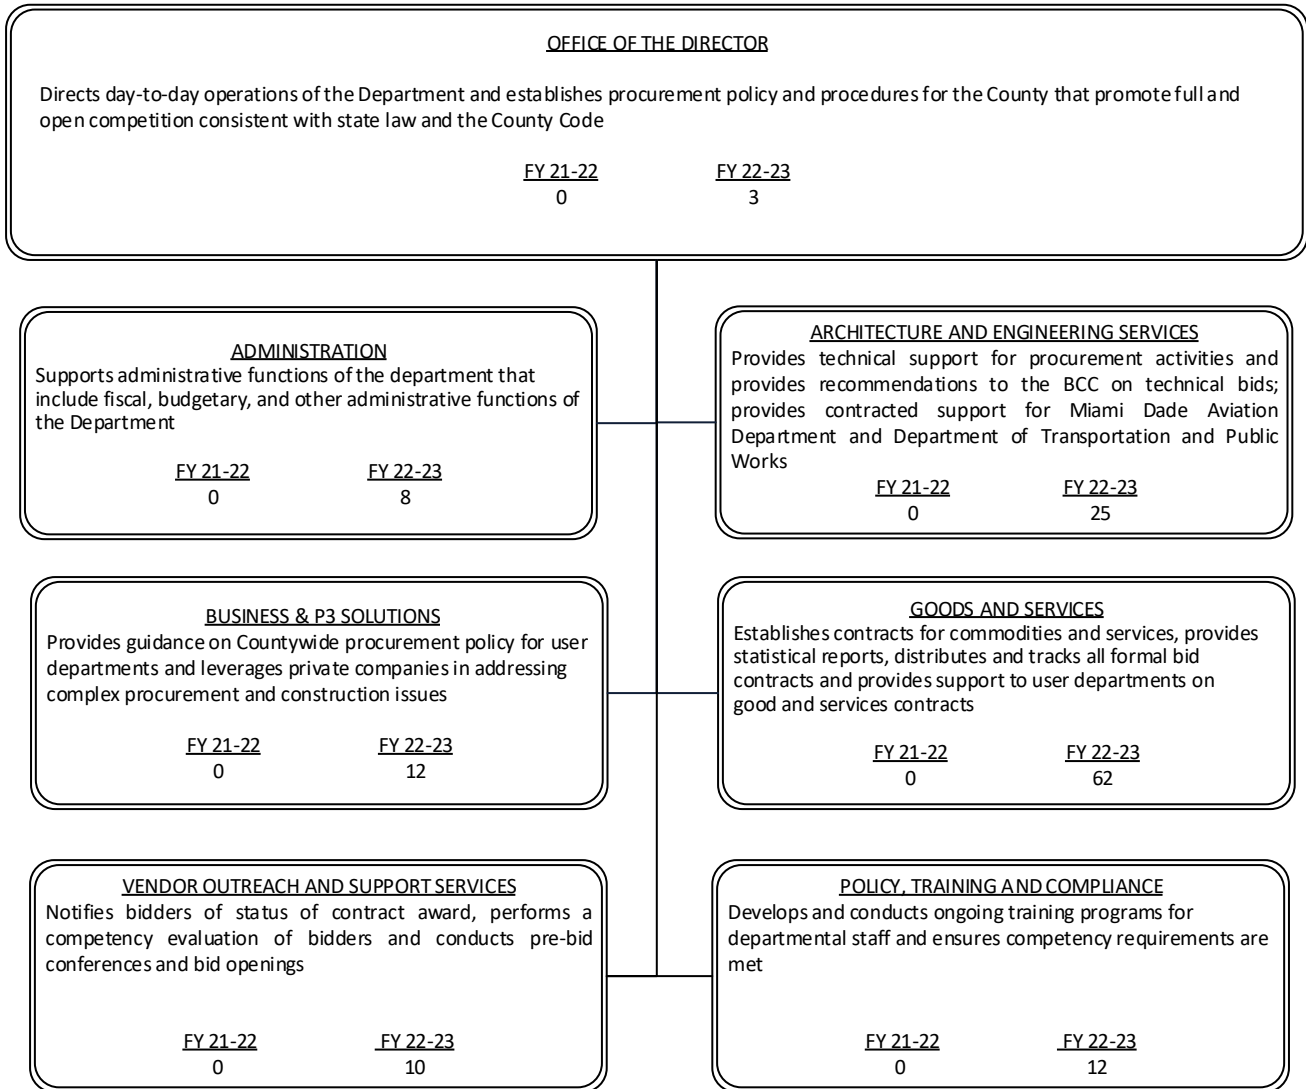 OFFICE OF THE DIRECTOR
Directs day-to-day operations of the Department and establishes procurement policy and procedures for the County that promote full and
open competition consistent with state law and the County Code
FY 21-22 FY 22-23
0 3
ADMINISTRATION
Supports administrative functions of the department that
include fiscal, budgetary, and other administrative functions of
the Department
FY 21-22 FY 22-23
0 8
ARCHITECTURE AND ENGINEERING SERVICES
Provides technical support for procurement activities and
provides recommendations to the BCC on technical bids;
provides contracted support for Miami Dade Aviation
Department and Department of Transportation and Public
Works
FY 21-22 FY 22-23
0 25
BUSINESS & P3 SOLUTIONS
Provides guidance on Countywide procurement policy for user
departments and leverages private companies in addressing
complex procurement and construction issues
FY 21-22 FY 22-23
0 12
GOODS AND SERVICES
Establishes contracts for commodities and services, provides
statistical reports, distributes and tracks all formal bid
contracts and provides support to user departments on
good and services contracts
FY 21-22 FY 22-23
0 62
VENDOR OUTREACH AND SUPPORT SERVICES
Notifies bidders of status of contract award, performs a
competency evaluation of bidders and conducts pre-bid
conferences and bid openings
FY 21-22 FY 22-23
0 10
POLICY, TRAINING AND COMPLIANCE
Develops and conducts ongoing training programs for
departmental staff and ensures competency requirements are
met
FY 21-22 FY 22-23
0 12